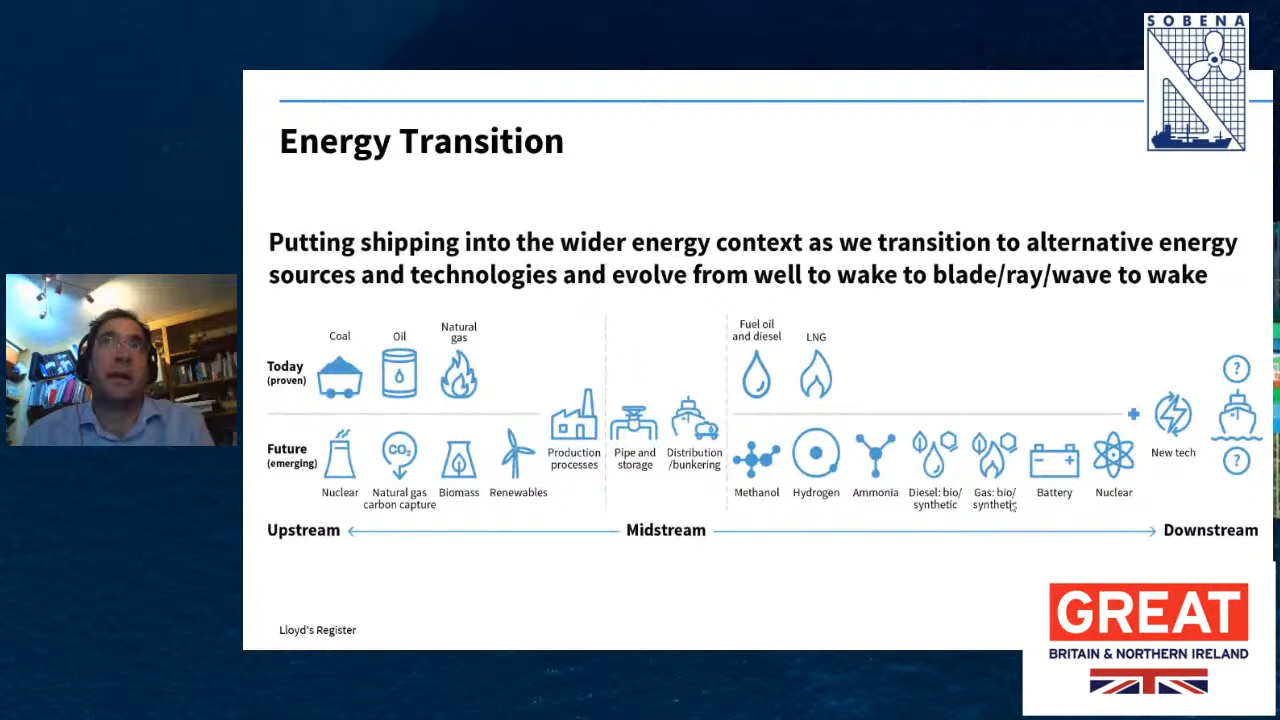 SOBENA
Energy Transition
Putting shipping into the wider energy context as we transition to alternative energy
sources and technologies and evolve from well to wake to blade/ray/wave to wake
Today
(proven)
Coal
Oil
Natural
gas
Fuel oil
and diesel
LNG
Future
(emerging)
CO₂
Nuclear
Natural gas
carbon capture
Biomass
Renewables
Production
processes
Pipe and
storage
Distribution
/bunkering
Methanol
Hydrogen
Ammonia
Diesel: bio/
synthetic
Gas: bio/
synthetic
Battery
Nuclear
+
New tech
?
?
Upstream
Midstream
Downstream
Lloyd's Register
GREAT
BRITAIN & NORTHERN IRELAND